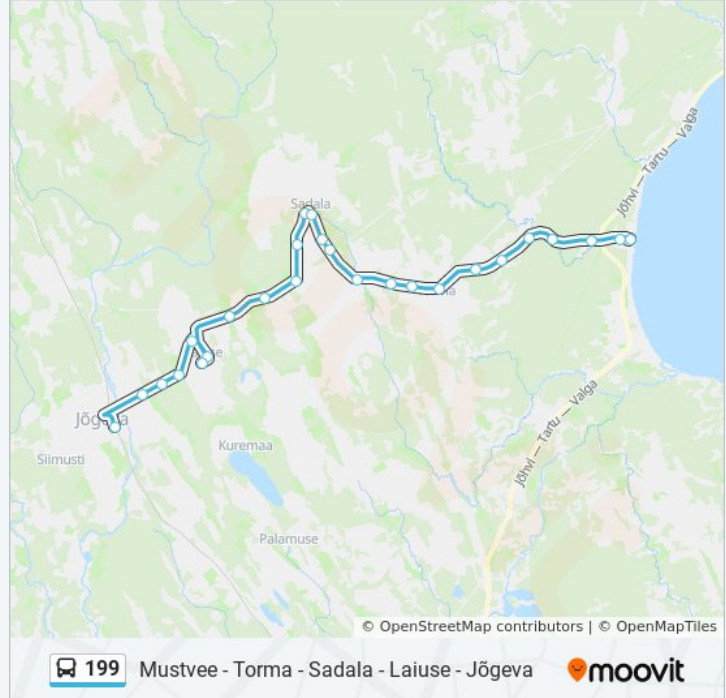 Jõhvi — Tartu — Valga
Sadala
Jõhvi — Tartu — Valga
Siimusti
Kuremaa
Palamuse
© OpenStreetMap contributors | © OpenMapTiles
199 Mustvee - Torma - Sadala - Laiuse - Jõgeva
moovit